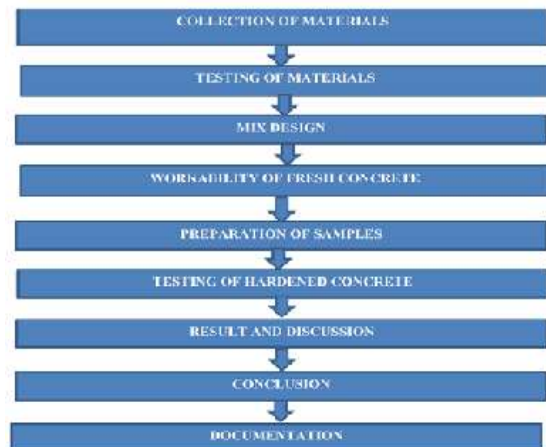 COLLECTION OF MATERIALS
TESTING OF MATERIALS
MIX DESIGN
WORKABILITY OF FRESH CONCRETE
PREPARATION OF SAMPLES
TESTING OF HARDENED CONCRETE
RESULT AND DISCUSSION
CONCLUSION
DOCUMENTATION